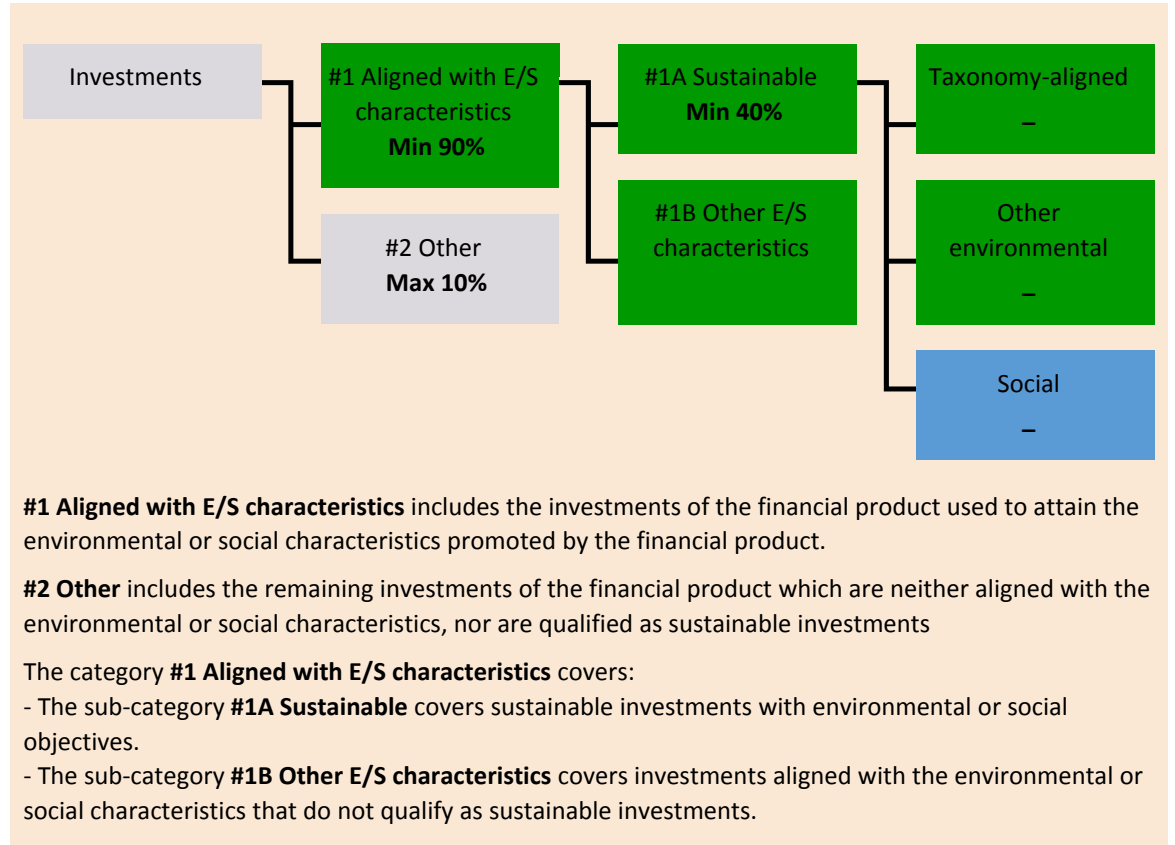 Investments
#1 Aligned with E/S
characteristics
Min 90%
#2 Other
Max 10%
#1A Sustainable
Min 40%
#1B Other E/S
characteristics
Taxonomy-aligned
–
Other
environmental
–
Social
–
#1 Aligned with E/S characteristics includes the investments of the financial product used to attain the
environmental or social characteristics promoted by the financial product.
#2 Other includes the remaining investments of the financial product which are neither aligned with the
environmental or social characteristics, nor are qualified as sustainable investments
The category #1 Aligned with E/S characteristics covers:
- The sub-category #1A Sustainable covers sustainable investments with environmental or social
objectives.
- The sub-category #1B Other E/S characteristics covers investments aligned with the environmental or
social characteristics that do not qualify as sustainable investments.